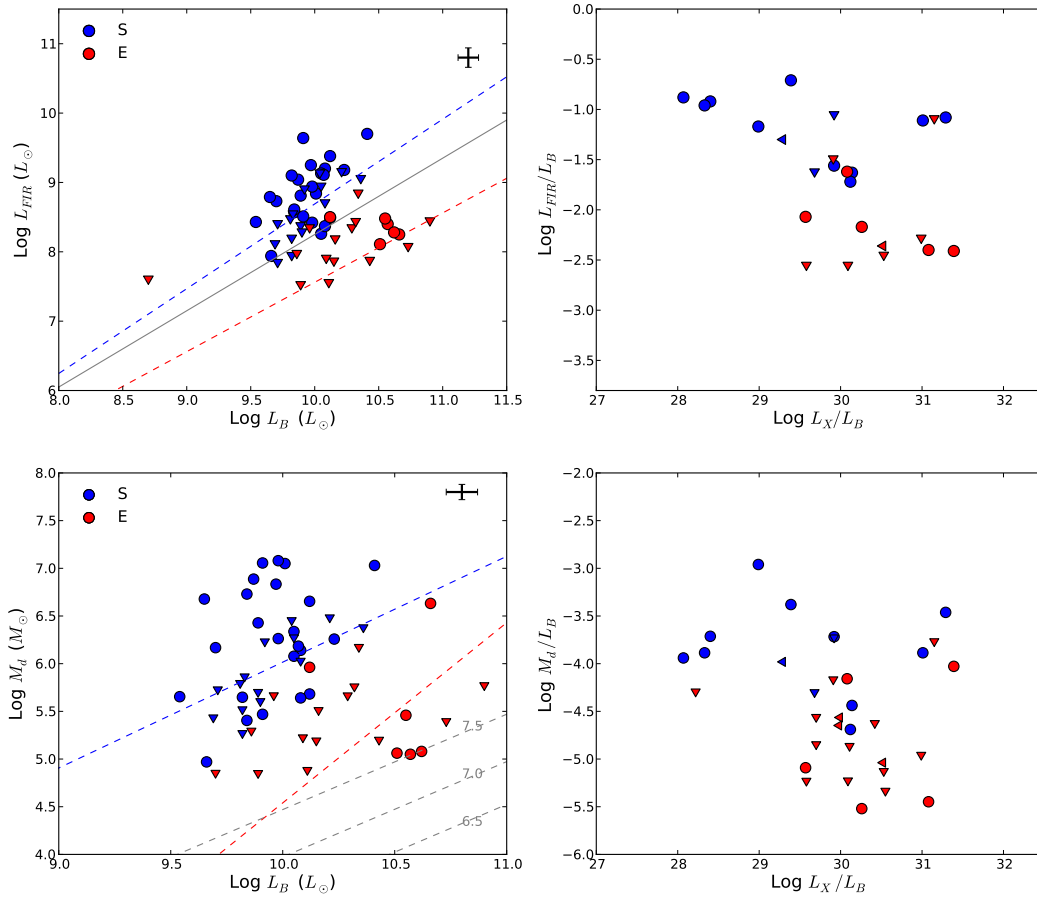 S
E
11
10
9
8
7
6
8.0 8.5 9.0 9.5 10.0 10.5 11.0 11.5
Log L_FIR (L_⊙)
Log L_B (L_⊙)
0.0
−0.5
−1.0
−1.5
−2.0
−2.5
−3.0
−3.5
27 28 29 30 31 32
Log L_FIR/L_B
Log L_X/L_B
S
E
8.0
7.5
7.0
6.5
6.0
5.5
5.0
4.5
4.0
7.5
7.0
6.5
9.0 9.5 10.0 10.5 11.0
Log M_d (M_⊙)
Log L_B (L_⊙)
−2.0
−2.5
−3.0
−3.5
−4.0
−4.5
−5.0
−5.5
−6.0
27 28 29 30 31 32
Log M_d/L_B
Log L_X/L_B